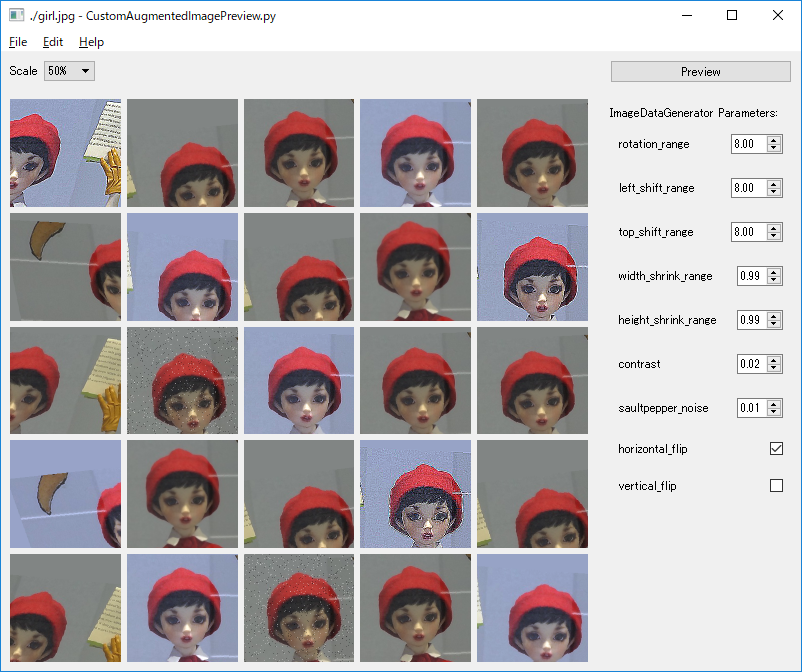 ./girl.jpg - CustomAugmentedImagePreview.py
File Edit Help
Scale 50%
Preview
ImageDataGenerator Parameters:
rotation_range 8.00
left_shift_range 8.00
top_shift_range 8.00
width_shrink_range 0.99
height_shrink_range 0.99
contrast 0.02
saultpepper_noise 0.01
horizontal_flip
vertical_flip